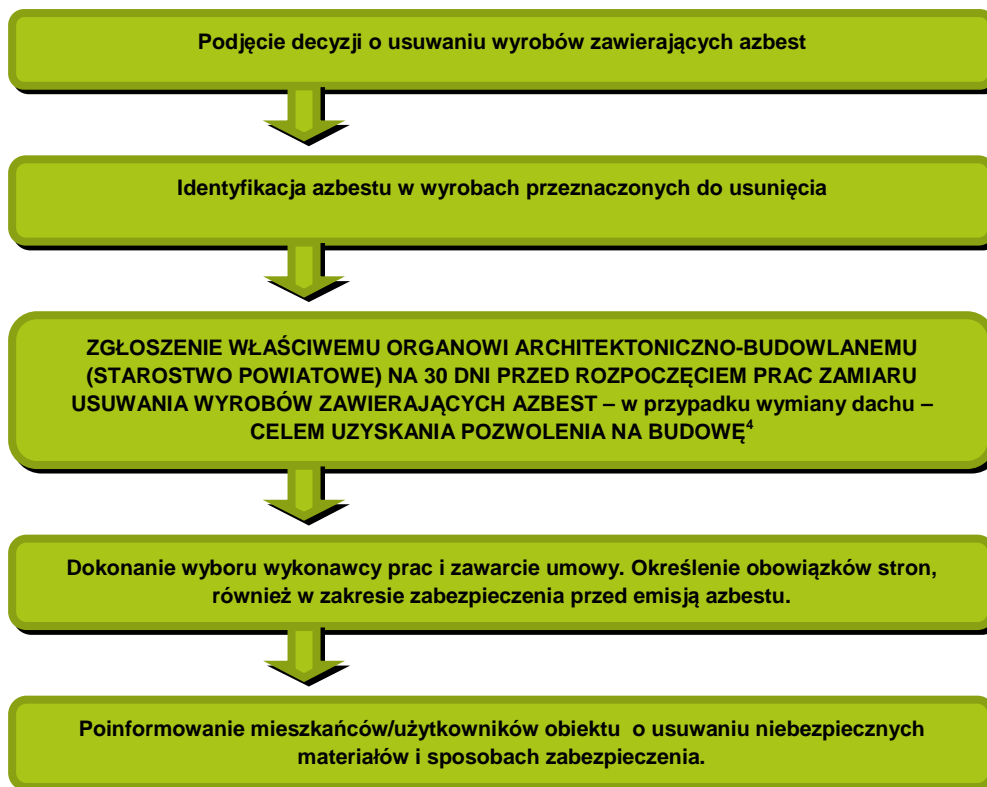 Podjęcie decyzji o usuwaniu wyrobów zawierających azbest
Identyfikacja azbestu w wyrobach przeznaczonych do usunięcia
ZGŁOSZENIE WŁAŚCIWEMU ORGANOWI ARCHITEKTONICZNO-BUDOWLANEMU
(STAROSTWO POWIATOWE) NA 30 DNI PRZED ROZPOCZĘCIEM PRAC ZAMIARU
USUWANIA WYROBÓW ZAWIERAJĄCYCH AZBEST – w przypadku wymiany dachu –
CELEM UZYSKANIA POZWOLENIA NA BUDOWĘ⁴
Dokonanie wyboru wykonawcy prac i zawarcie umowy. Określenie obowiązków stron,
również w zakresie zabezpieczenia przed emisją azbestu.
Poinformowanie mieszkańców/użytkowników obiektu o usuwaniu niebezpiecznych
materiałów i sposobach zabezpieczenia.